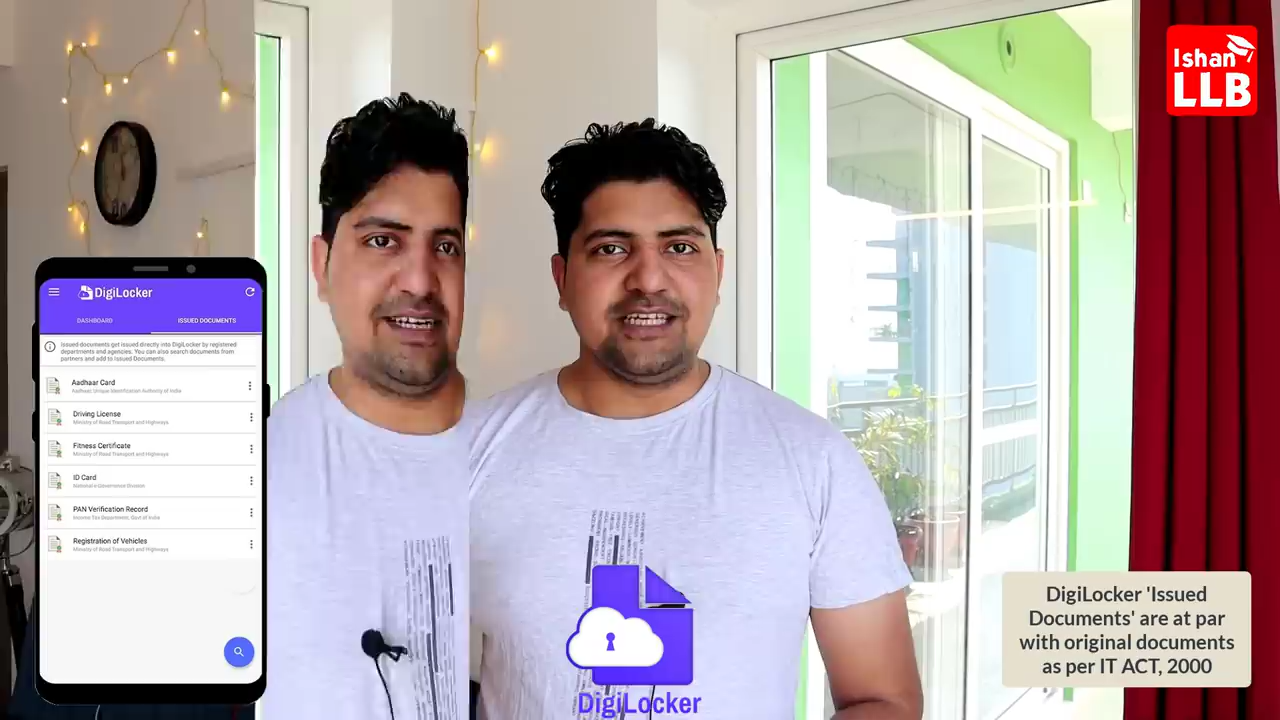 Ishan
LLB
DigiLocker
DASHBOARD
ISSUED DOCUMENTS
Issued documents get issued directly into DigiLocker by registered
departments and agencies. You can also search documents from
partners and add to Issued Documents.
Aadhaar Card
Aadhaar, Unique Identification Authority of India
Driving License
Ministry of Road Transport and Highways
Fitness Certificate
Ministry of Road Transport and Highways
ID Card
National e-Governance Division
PAN Verification Record
Income Tax Department, Govt of India
Registration of Vehicles
Ministry of Road Transport and Highways
DigiLocker
DigiLocker 'Issued
Documents' are at par
with original documents
as per IT ACT, 2000